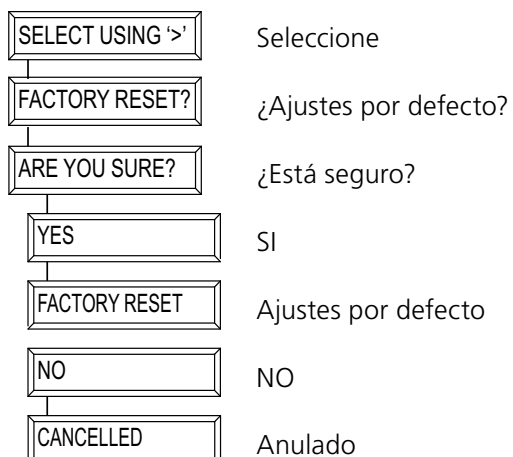 SELECT USING ‘>’ Seleccione
FACTORY RESET? ¿Ajustes por defecto?
ARE YOU SURE? ¿Está seguro?
YES SI
FACTORY RESET Ajustes por defecto
NO NO
CANCELLED Anulado